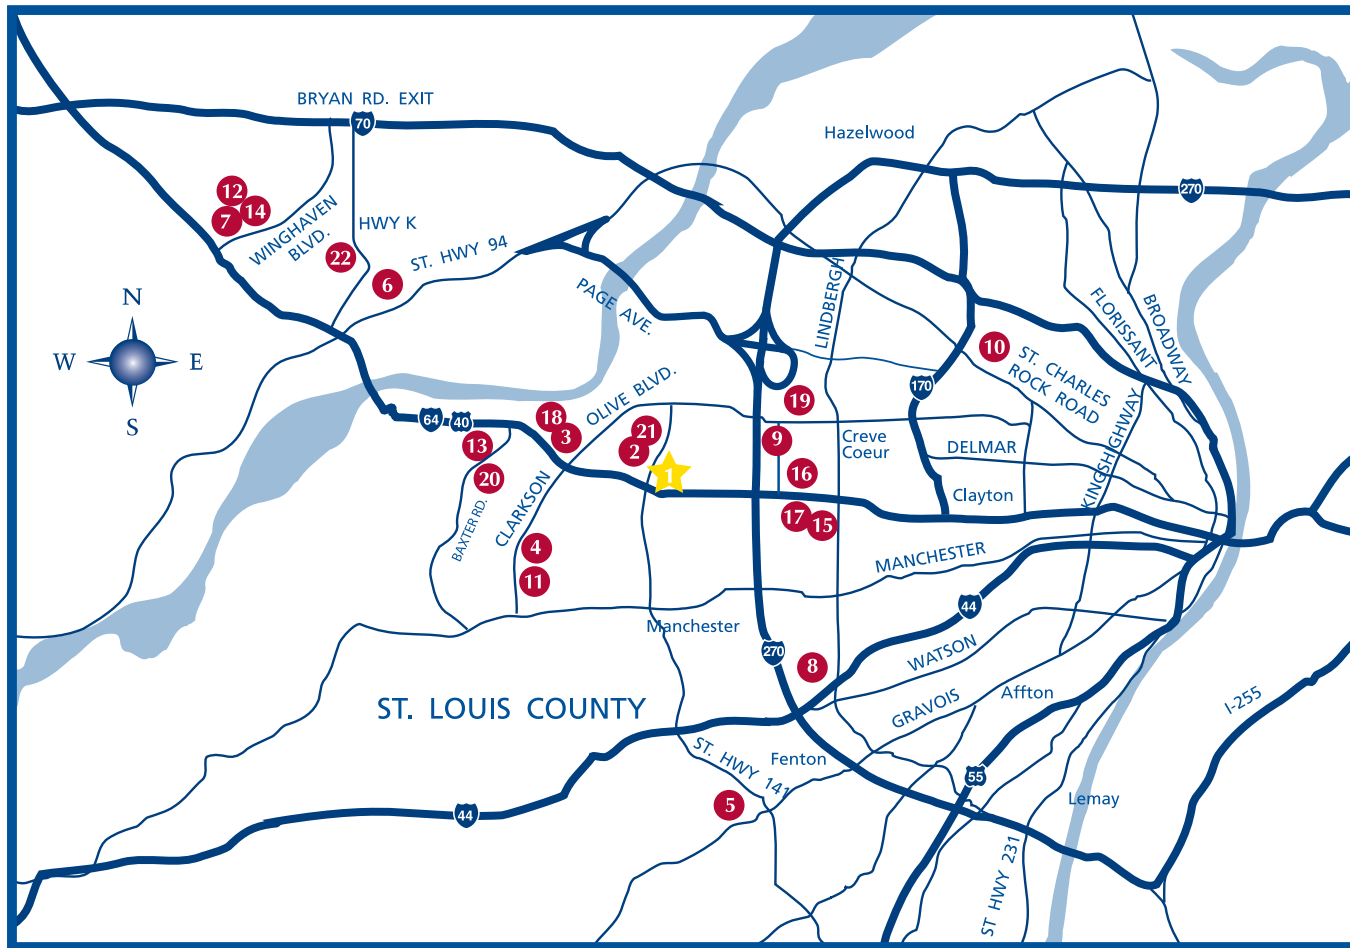 BRYAN RD. EXIT
70
Hazelwood
270
12
14
7
WINGHAVEN
BLVD.
HWY K
22
6
ST. HWY 94
PAGE AVE.
LINDBERGH
FLORISSANT
BROADWAY
N
W
E
S
10
ST. CHARLES
ROCK ROAD
170
KINGSHIGHWAY
64
40
18
3
OLIVE BLVD.
21
2
1
19
9
Creve
Coeur
16
DELMAR
Clayton
13
20
BAXTER RD.
CLARKSON
17
15
4
11
MANCHESTER
44
Manchester
270
8
WATSON
ST. LOUIS COUNTY
GRAVOIS
Affton
I-255
ST. HWY 141
Fenton
55
5
Lemay
44
ST HWY 231